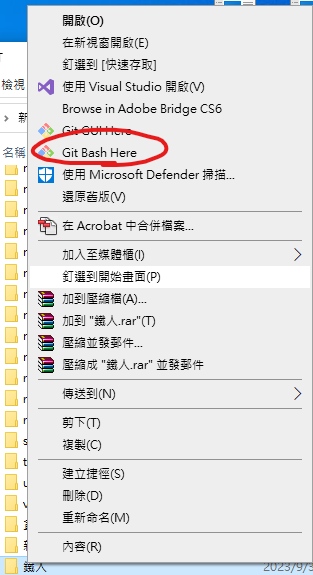 開啟(O)
在新視窗開啟(E)
釘選到 [快速存取]
檢視
使用 Visual Studio 開啟(V)
Browse in Adobe Bridge CS6
Git GUI Here
名稱
Git Bash Here
使用 Microsoft Defender 掃描...
還原舊版(V)
在 Acrobat 中合併檔案...
加入至媒體櫃(I)
釘選到開始畫面(P)
加到壓縮檔(A)...
加到 "鐵人.rar"(T)
壓縮並發郵件...
壓縮成 "鐵人.rar" 並發郵件
傳送到(N)
剪下(T)
複製(C)
建立捷徑(S)
刪除(D)
重新命名(M)
內容(R)
鐵人